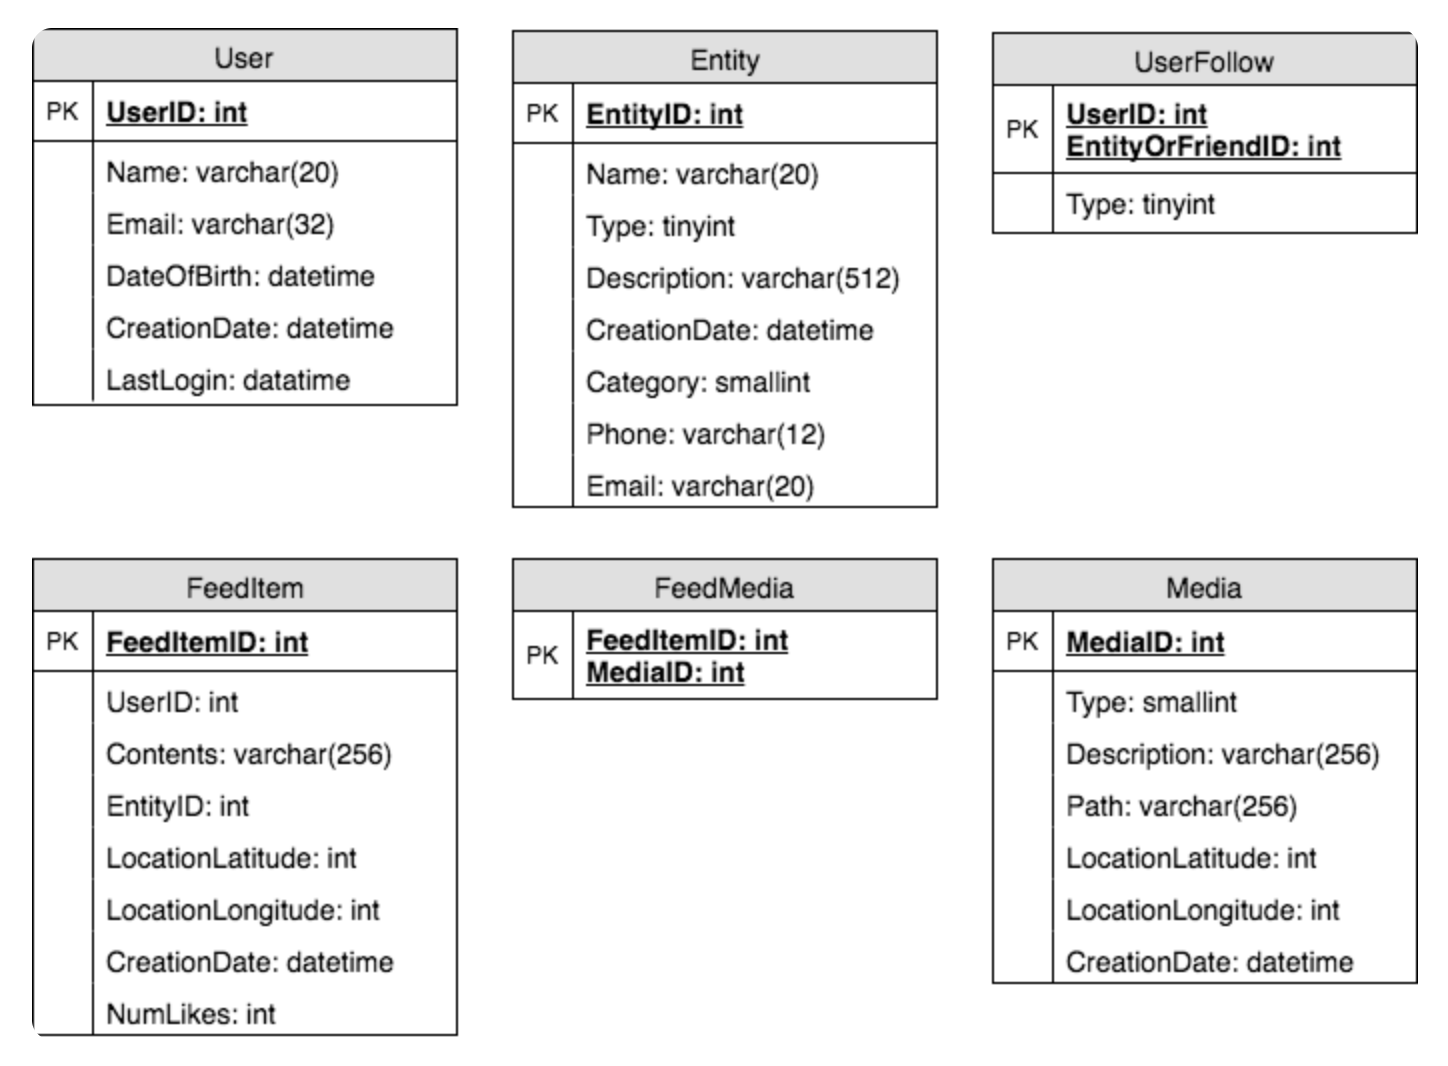 User
PK
UserID: int
Name: varchar(20)
Email: varchar(32)
DateOfBirth: datetime
CreationDate: datetime
LastLogin: datatime
Entity
PK
EntityID: int
Name: varchar(20)
Type: tinyint
Description: varchar(512)
CreationDate: datetime
Category: smallint
Phone: varchar(12)
Email: varchar(20)
UserFollow
PK
UserID: int
EntityOrFriendID: int
Type: tinyint
FeedItem
PK
FeedItemID: int
UserID: int
Contents: varchar(256)
EntityID: int
LocationLatitude: int
LocationLongitude: int
CreationDate: datetime
NumLikes: int
FeedMedia
PK
FeedItemID: int
MediaID: int
Media
PK
MediaID: int
Type: smallint
Description: varchar(256)
Path: varchar(256)
LocationLatitude: int
LocationLongitude: int
CreationDate: datetime